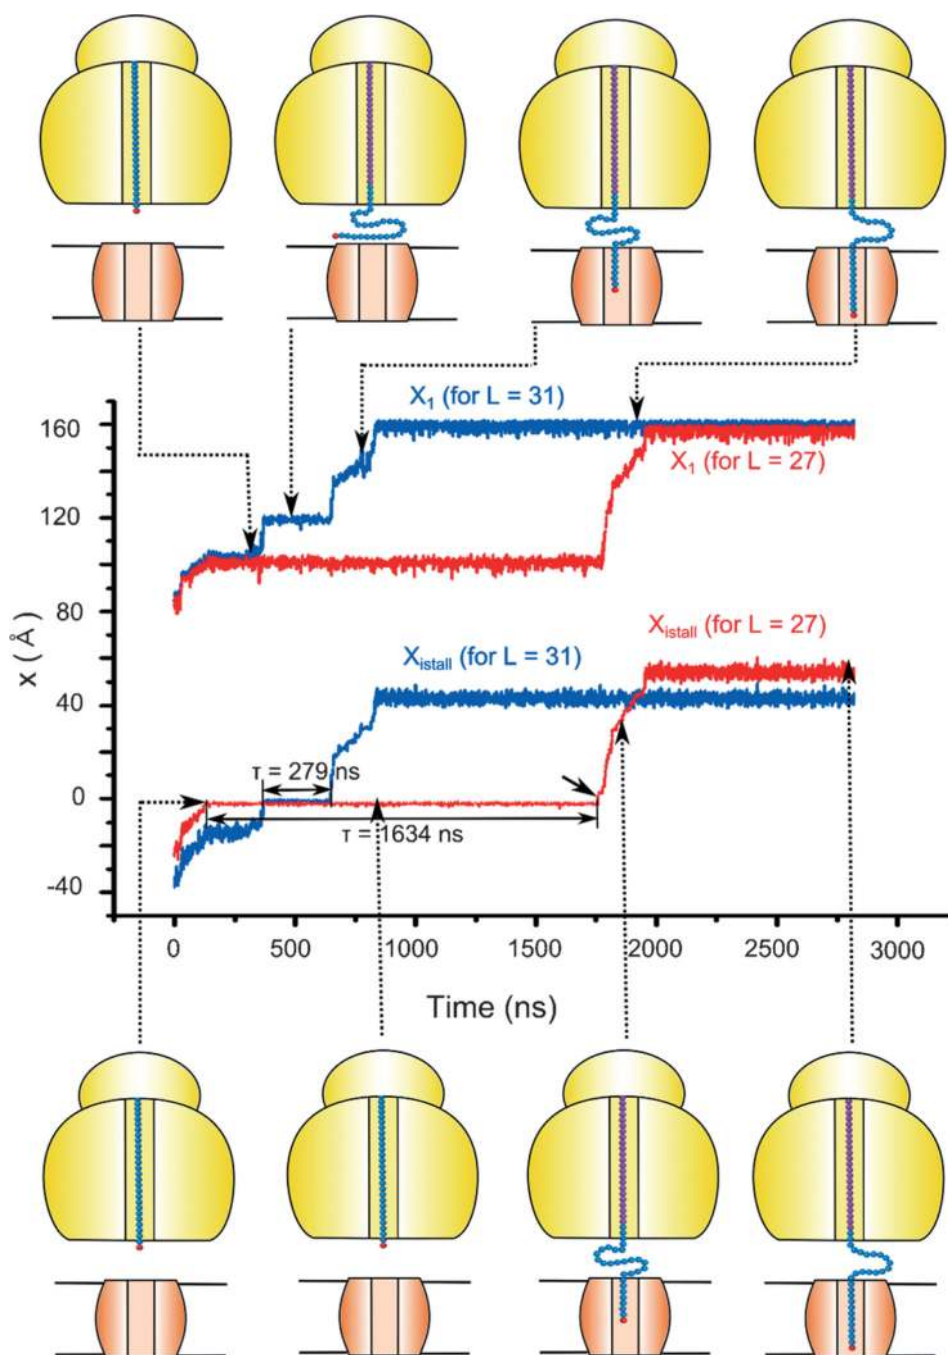 X₁ (for L = 31)
160
X₁ (for L = 27)
120
80
X (Å)
Xistall (for L = 27)
Xistall (for L = 31)
40
τ = 279 ns
0
τ = 1634 ns
-40
0 500 1000 1500 2000 2500 3000
Time (ns)